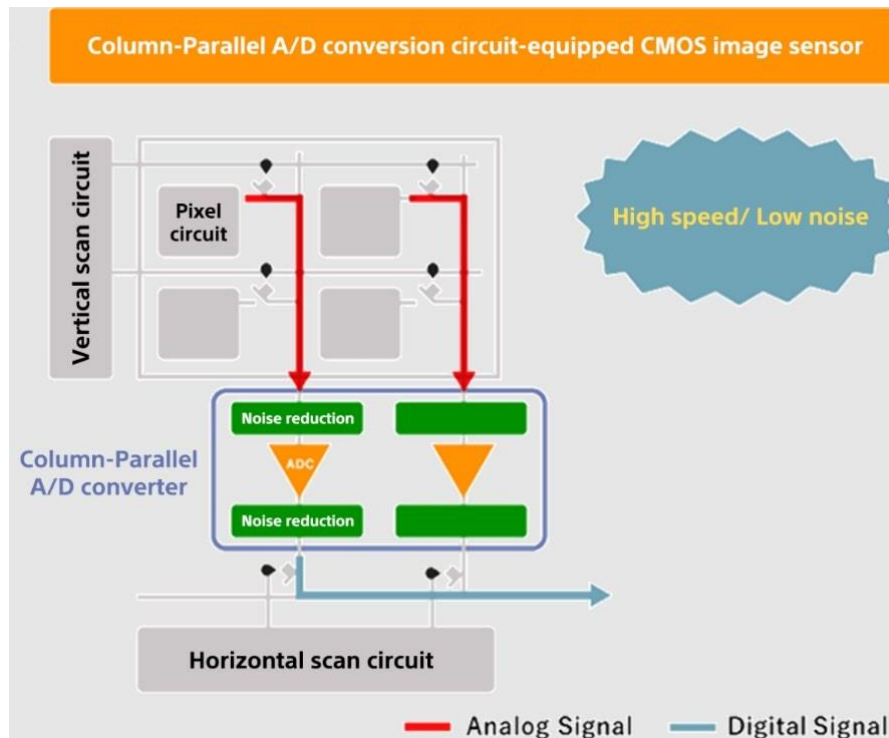 Column-Parallel A/D conversion circuit-equipped CMOS image sensor
Vertical scan circuit
Pixel
circuit
High speed/ Low noise
Noise reduction
Column-Parallel
A/D converter
ADC
Noise reduction
Horizontal scan circuit
Analog Signal
Digital Signal